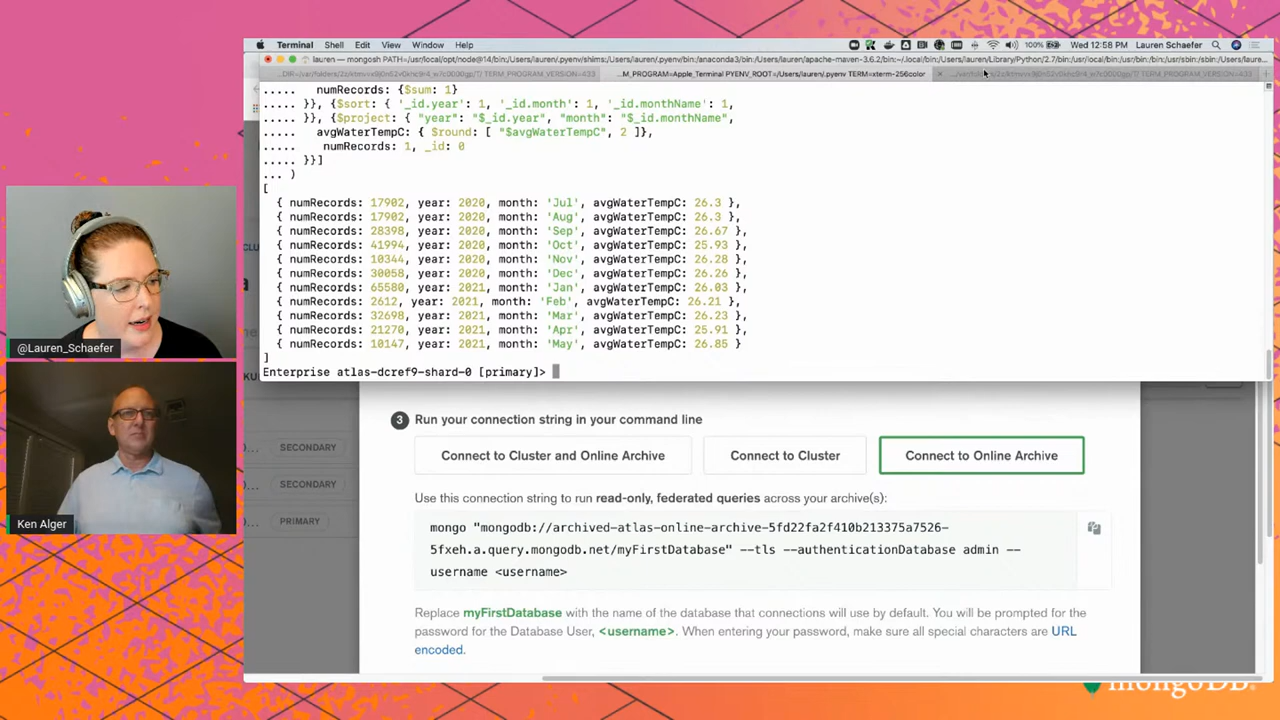 Terminal Shell Edit View Window Help 100% Wed 12:58 PM Lauren Schaefer
..... numRecords: {$sum: 1}
..... }}, {$sort: { '_id.year': 1, '_id.month': 1, '_id.monthName': 1,
..... }}, {$project: { "year": "$_id.year", "month": "$_id.monthName",
..... avgWaterTempC: { $round: [ "$avgWaterTempC", 2 ]},
..... numRecords: 1, _id: 0
..... }}]
... )
[
{ numRecords: 17902, year: 2020, month: 'Jul', avgWaterTempC: 26.3 },
{ numRecords: 17902, year: 2020, month: 'Aug', avgWaterTempC: 26.3 },
{ numRecords: 28398, year: 2020, month: 'Sep', avgWaterTempC: 26.67 },
{ numRecords: 41994, year: 2020, month: 'Oct', avgWaterTempC: 25.93 },
{ numRecords: 10344, year: 2020, month: 'Nov', avgWaterTempC: 26.28 },
{ numRecords: 30058, year: 2020, month: 'Dec', avgWaterTempC: 26.26 },
{ numRecords: 65580, year: 2021, month: 'Jan', avgWaterTempC: 26.03 },
{ numRecords: 2612, year: 2021, month: 'Feb', avgWaterTempC: 26.21 },
{ numRecords: 32698, year: 2021, month: 'Mar', avgWaterTempC: 26.23 },
{ numRecords: 21270, year: 2021, month: 'Apr', avgWaterTempC: 25.91 },
{ numRecords: 10147, year: 2021, month: 'May', avgWaterTempC: 26.85 }
]
Enterprise atlas-dcref9-shard-0 [primary]>
@Lauren_Schaefer
Ken Alger
SECONDARY
SECONDARY
PRIMARY
3 Run your connection string in your command line
Connect to Cluster and Online Archive Connect to Cluster Connect to Online Archive
Use this connection string to run read-only, federated queries across your archive(s):
mongo "mongodb://archived-atlas-online-archive-5fd22fa2f410b213375a7526-
5fxeh.a.query.mongodb.net/myFirstDatabase" --tls --authenticationDatabase admin --
username <username>
Replace myFirstDatabase with the name of the database that connections will use by default. You will be prompted for the
password for the Database User, <username>. When entering your password, make sure all special characters are URL
encoded.
mongoDB